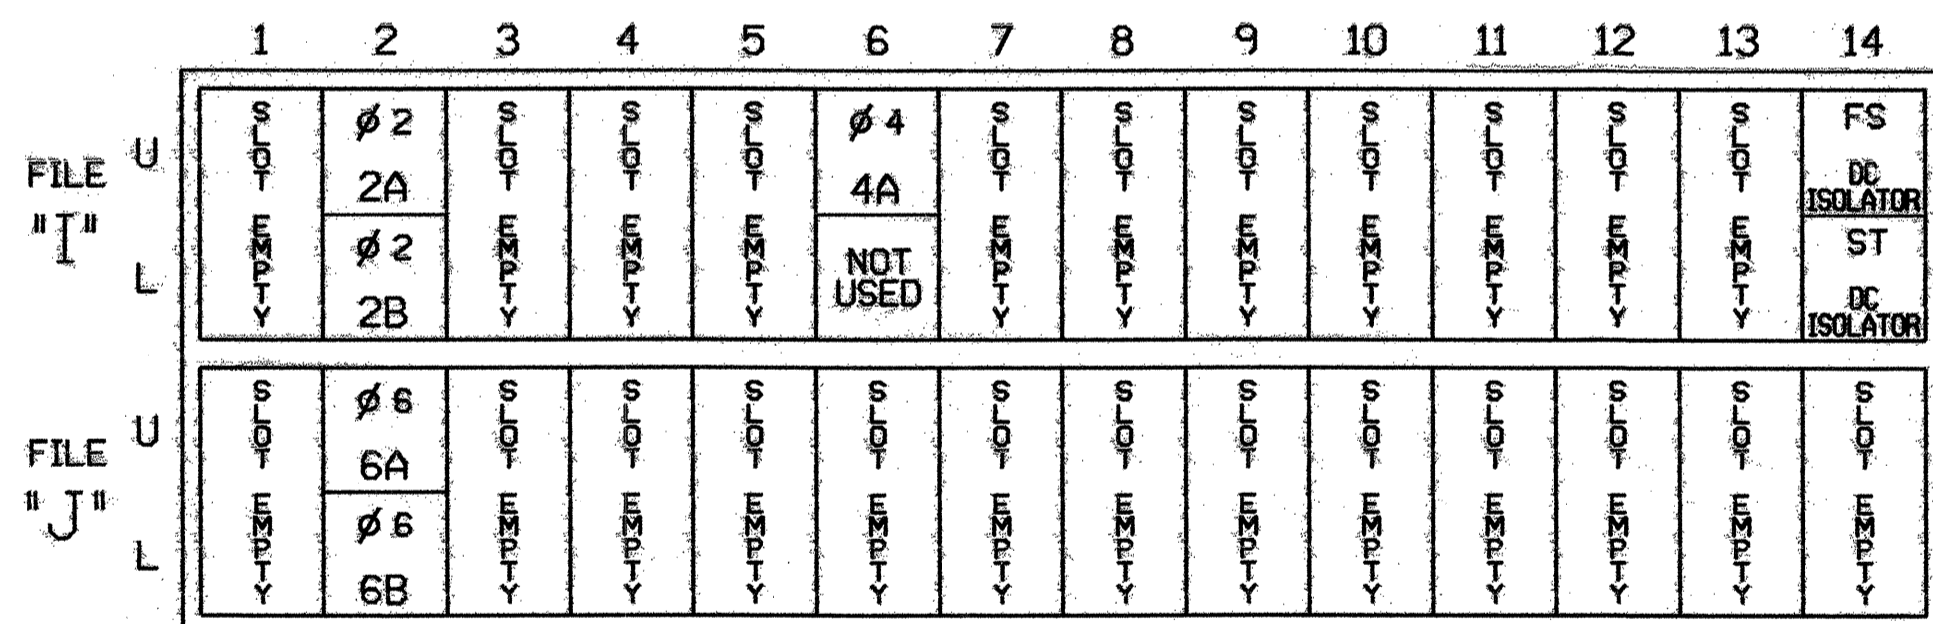 1 2 3 4 5 6 7 8 9 10 11 12 13 14
FILE "I"
U
L
SLOT EMPTY
Ø 2
2A
Ø 2
2B
SLOT EMPTY
SLOT EMPTY
SLOT EMPTY
Ø 4
4A
NOT
USED
SLOT EMPTY
SLOT EMPTY
SLOT EMPTY
SLOT EMPTY
SLOT EMPTY
SLOT EMPTY
SLOT EMPTY
FS
DC
ISOLATOR
ST
DC
ISOLATOR
FILE "J"
U
L
SLOT EMPTY
Ø 6
6A
Ø 6
6B
SLOT EMPTY
SLOT EMPTY
SLOT EMPTY
SLOT EMPTY
SLOT EMPTY
SLOT EMPTY
SLOT EMPTY
SLOT EMPTY
SLOT EMPTY
SLOT EMPTY
SLOT EMPTY
SLOT EMPTY